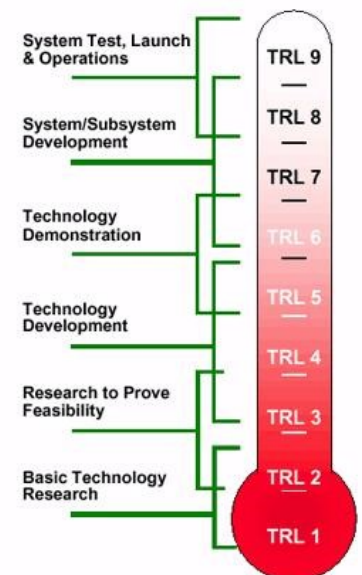 System Test, Launch
& Operations
System/Subsystem
Development
Technology
Demonstration
Technology
Development
Research to Prove
Feasibility
Basic Technology
Research
TRL 9
TRL 8
TRL 7
TRL 6
TRL 5
TRL 4
TRL 3
TRL 2
TRL 1